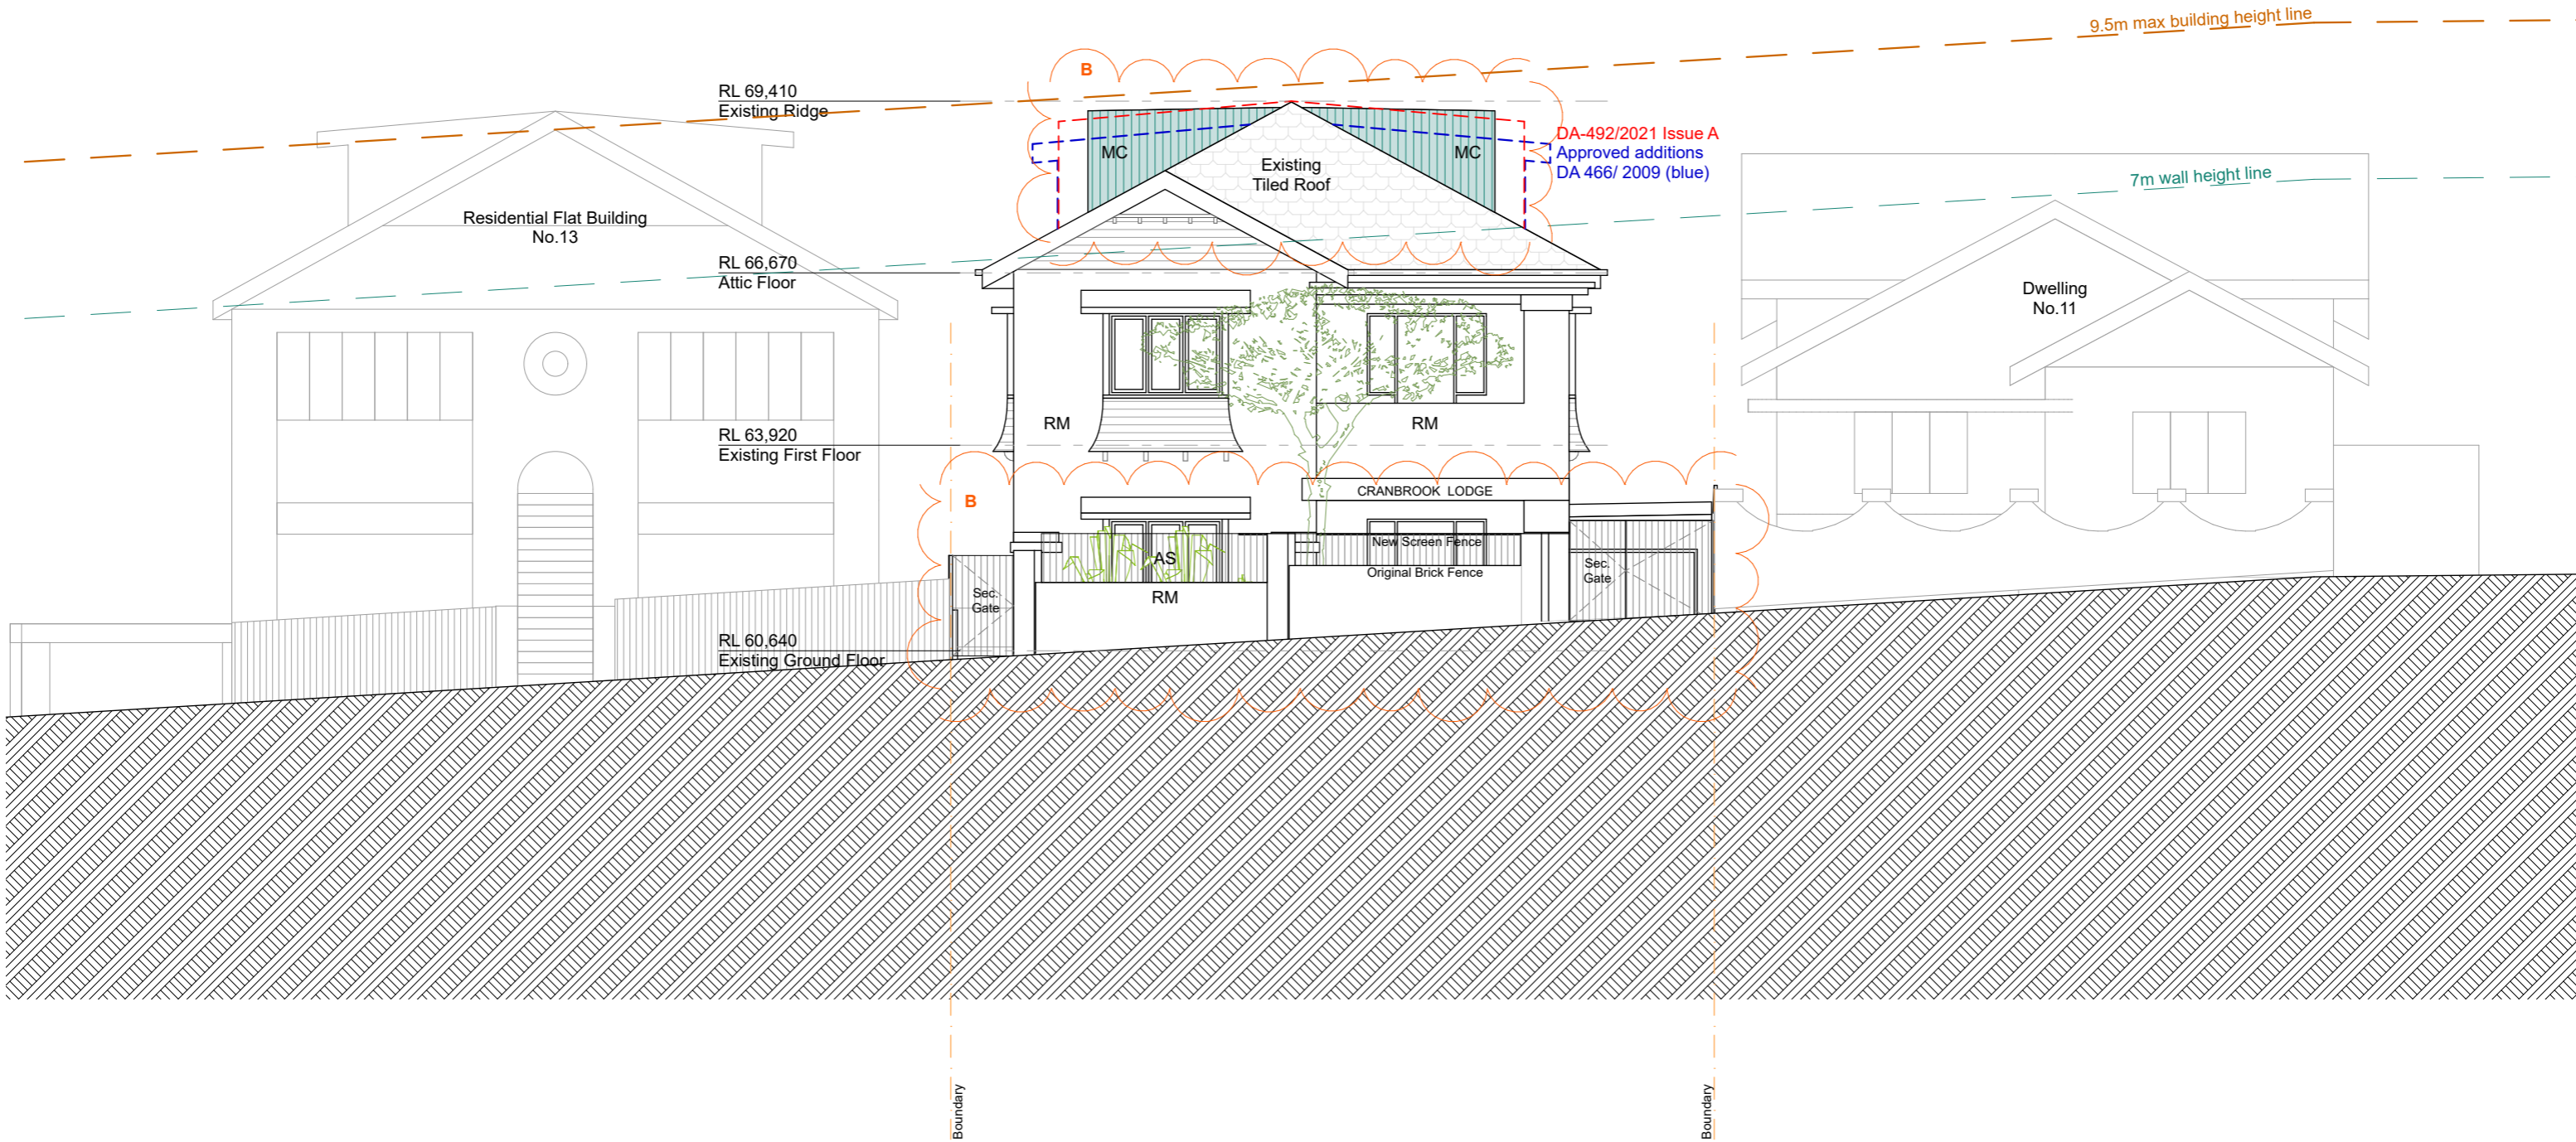 9.5m max building height line
B
RL 69,410
Existing Ridge
DA-492/2021 Issue A
Approved additions
DA 466/ 2009 (blue)
MC
MC
Existing
Tiled Roof
7m wall height line
Residential Flat Building
No.13
RL 66,670
Attic Floor
Dwelling
No.11
RM
RM
RL 63,920
Existing First Floor
B
CRANBROOK LODGE
New Screen Fence
AS
Original Brick Fence
Sec.
Gate
Sec.
Gate
RM
RL 60,640
Existing Ground Floor
Boundary
Boundary